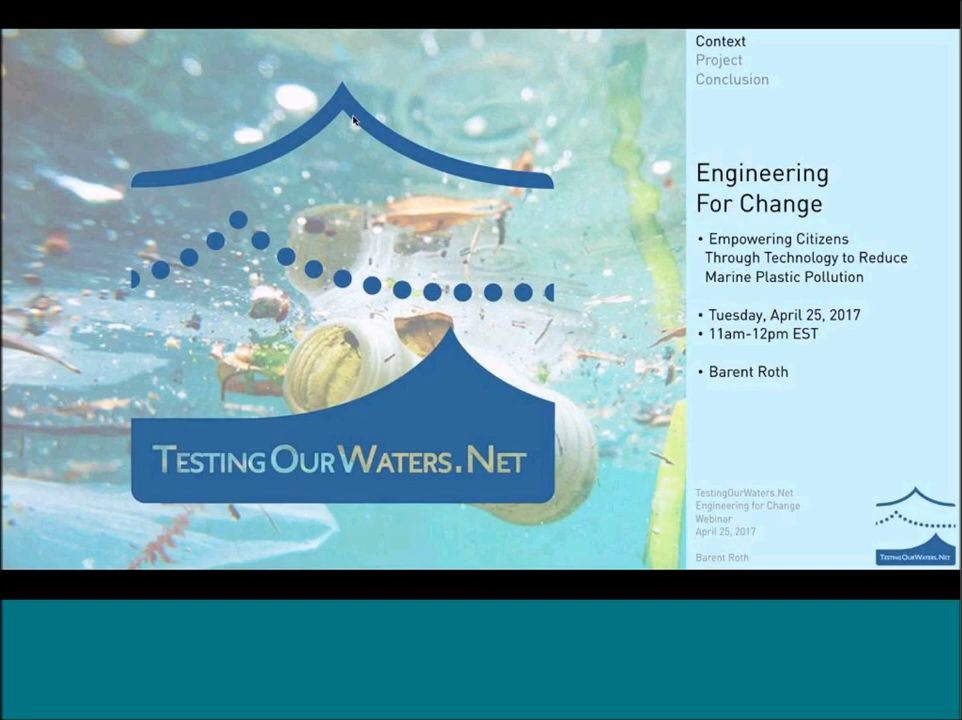 TestingOurWaters.Net
Context
Project
Conclusion
Engineering
For Change
• Empowering Citizens
Through Technology to Reduce
Marine Plastic Pollution
• Tuesday, April 25, 2017
• 11am-12pm EST
• Barent Roth
TestingOurWaters.Net
Engineering for Change
Webinar
April 25, 2017
Barent Roth
TestingOurWaters.Net